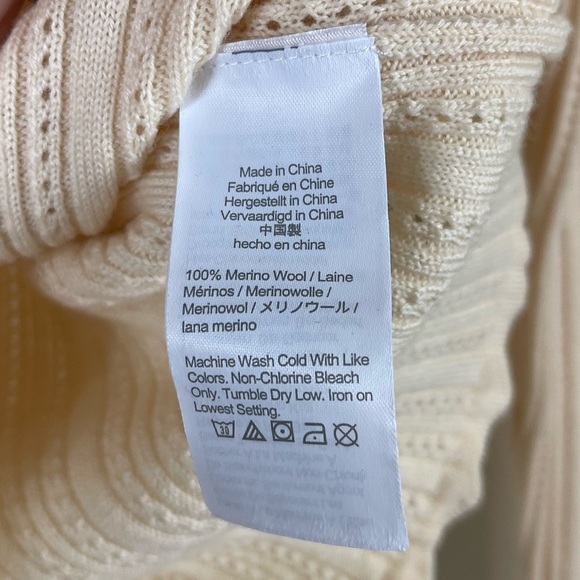 Made in China
Fabriqué en Chine
Hergestellt in China
Vervaardigd in China
中国製
hecho en china
100% Merino Wool / Laine
Mérinos / Merinowolle /
Merinowol / メリノウール /
lana merino
Machine Wash Cold With Like
Colors. Non-Chlorine Bleach
Only. Tumble Dry Low. Iron on
Lowest Setting.
30